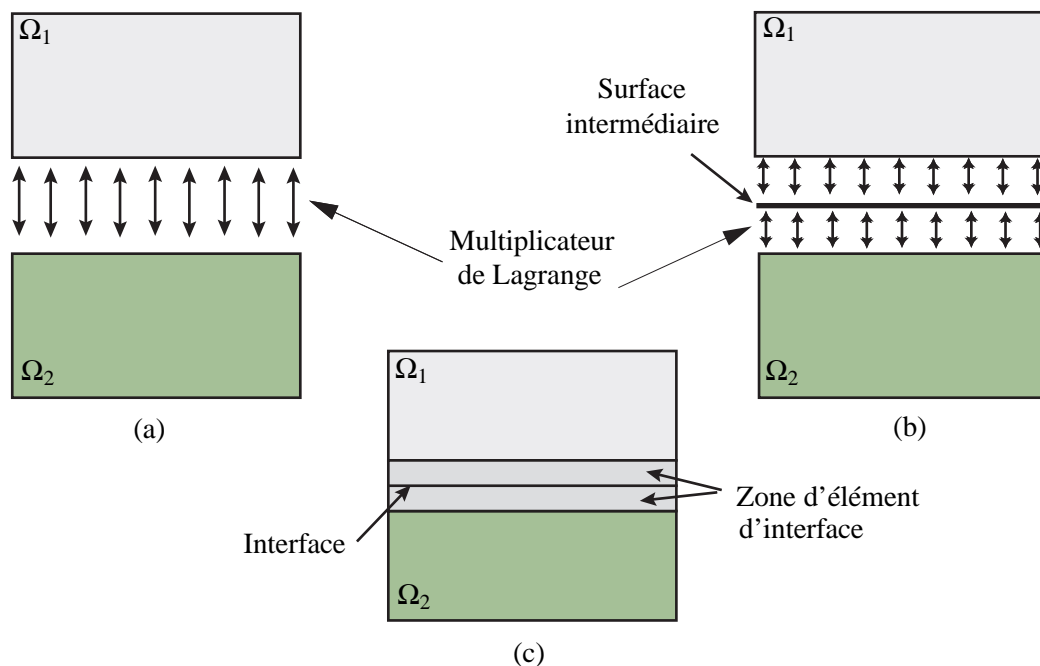 Ω1
Surface
intermédiaire
Multiplicateur
de Lagrange
Ω2
(a)
Ω1
Ω2
(b)
Ω1
Interface
Zone d'élément
d'interface
Ω2
(c)